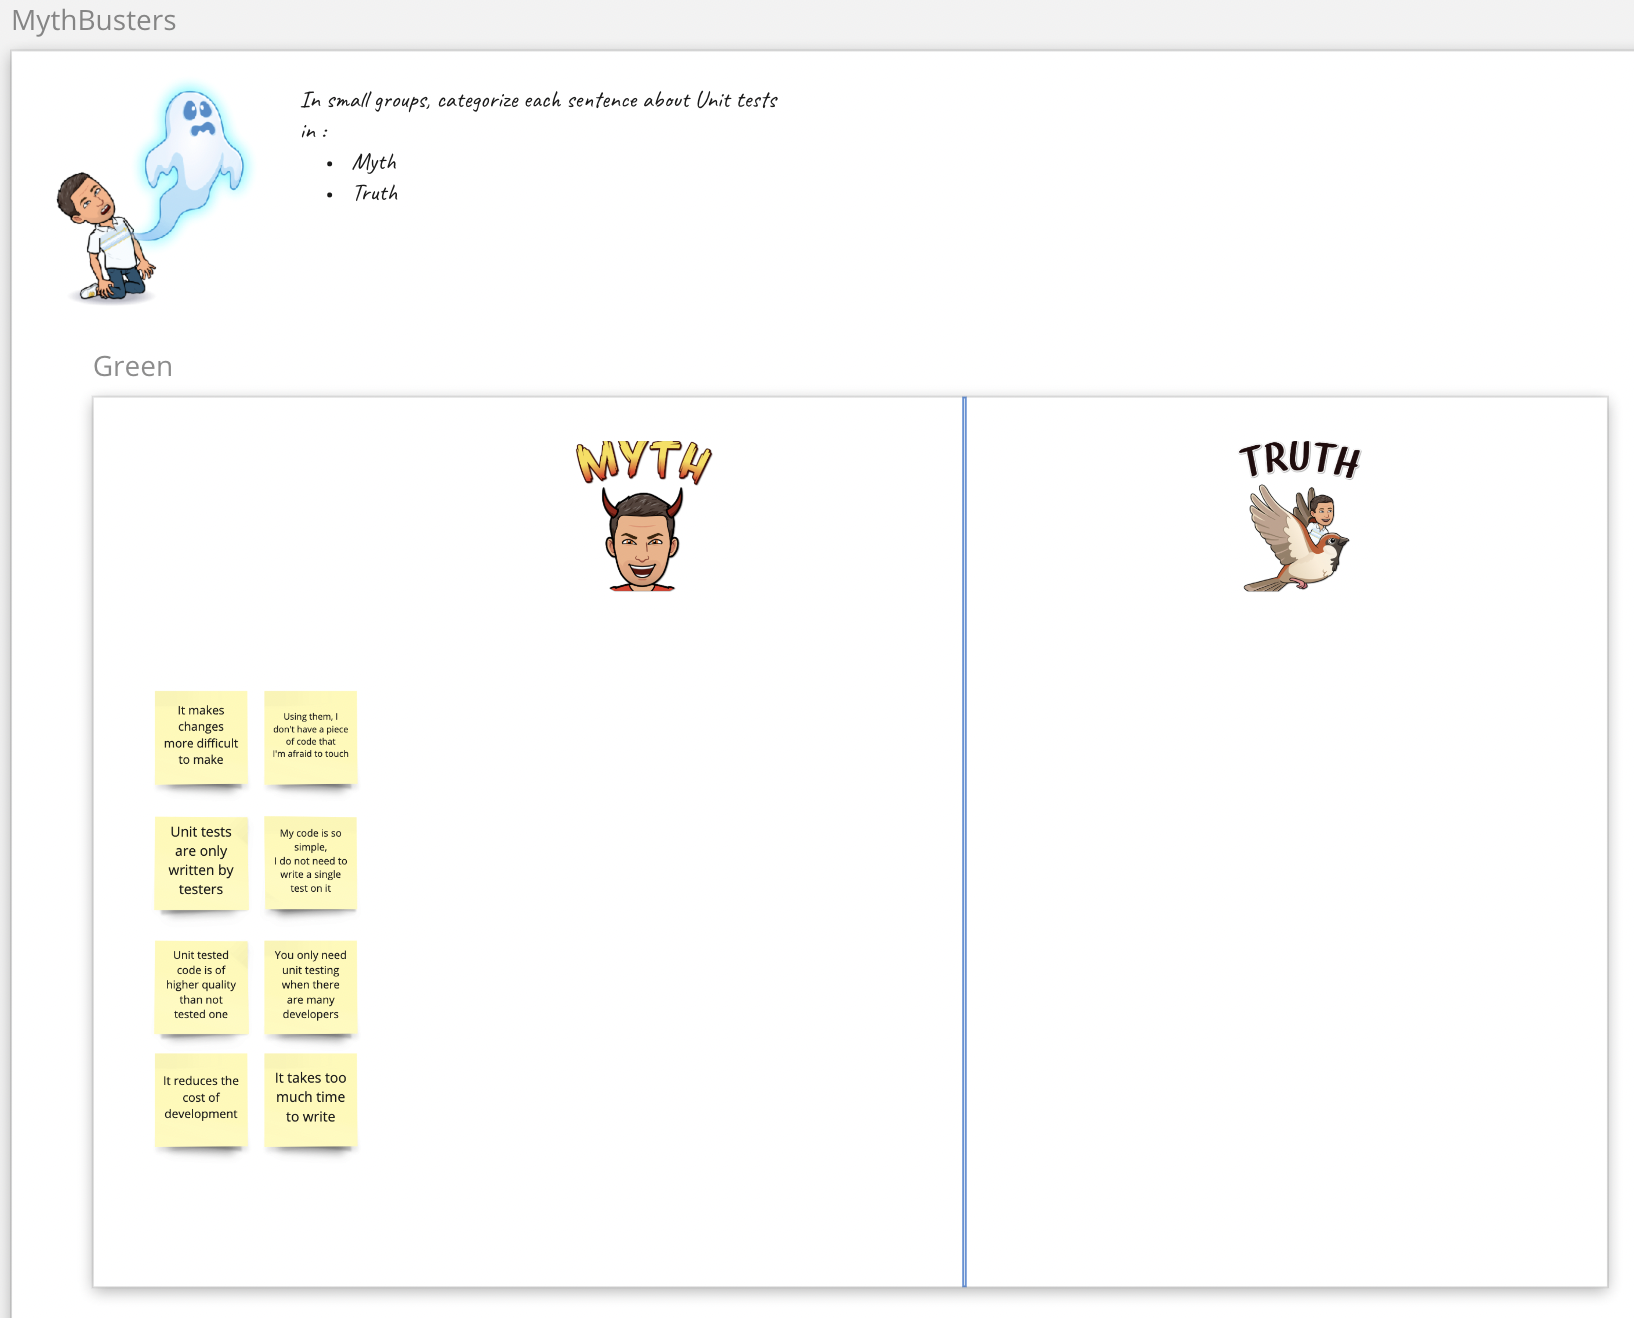 MythBusters
In small groups, categorize each sentence about Unit tests
in :
• Myth
• Truth
Green
MYTH
TRUTH
It makes
changes
more difficult
to make
Using them, I
don't have a piece
of code that
I'm afraid to touch
Unit tests
are only
written by
testers
My code is so
simple,
I do not need to
write a single
test on it
Unit tested
code is of
higher quality
than not
tested one
You only need
unit testing
when there
are many
developers
It reduces the
cost of
development
It takes too
much time
to write